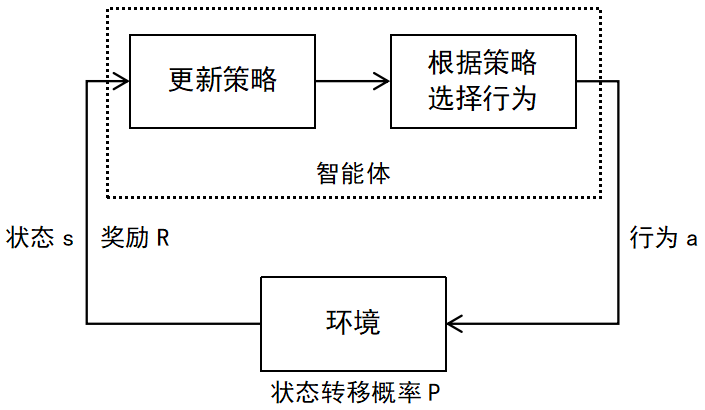 更新策略
根据策略
选择行为
智能体
状态 s
奖励 R
行为 a
环境
状态转移概率 P